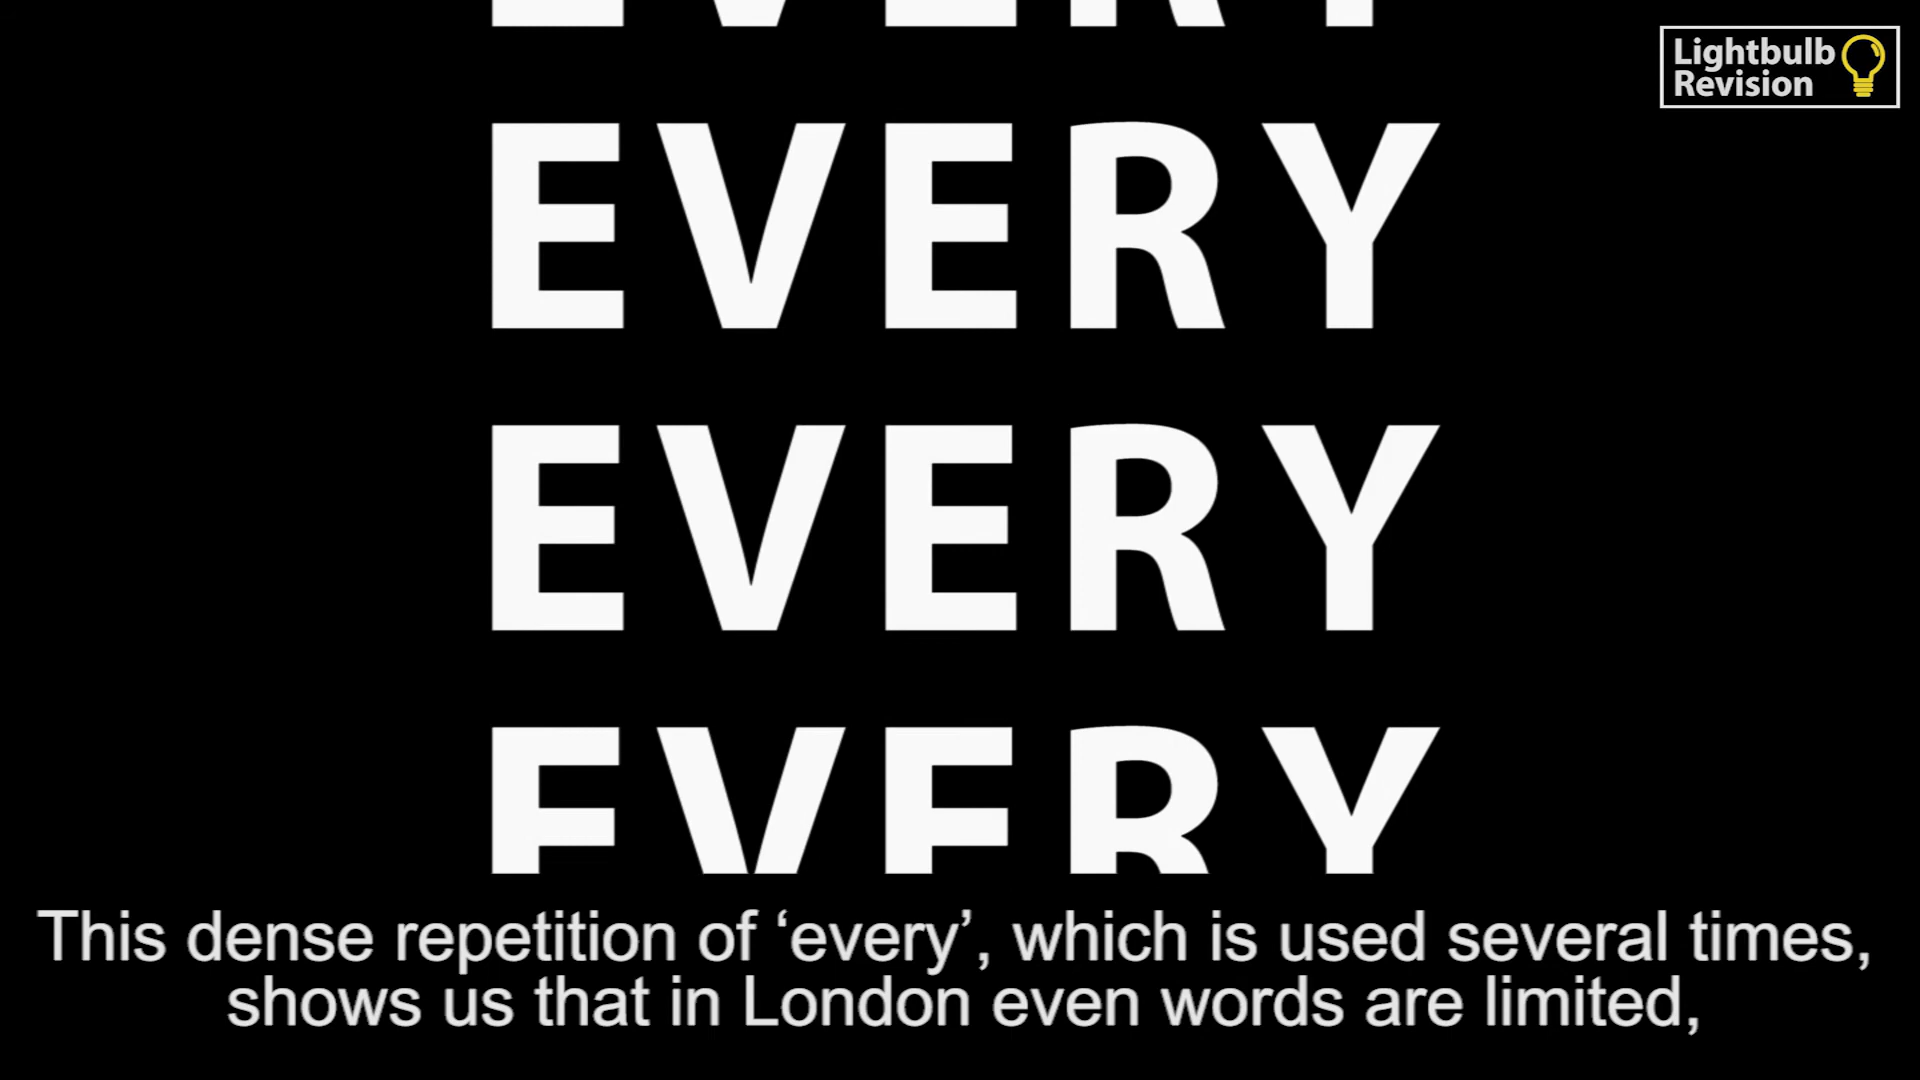 EVERY
Lightbulb
Revision
EVERY
EVERY
EVERY
This dense repetition of ‘every’, which is used several times,
shows us that in London even words are limited,